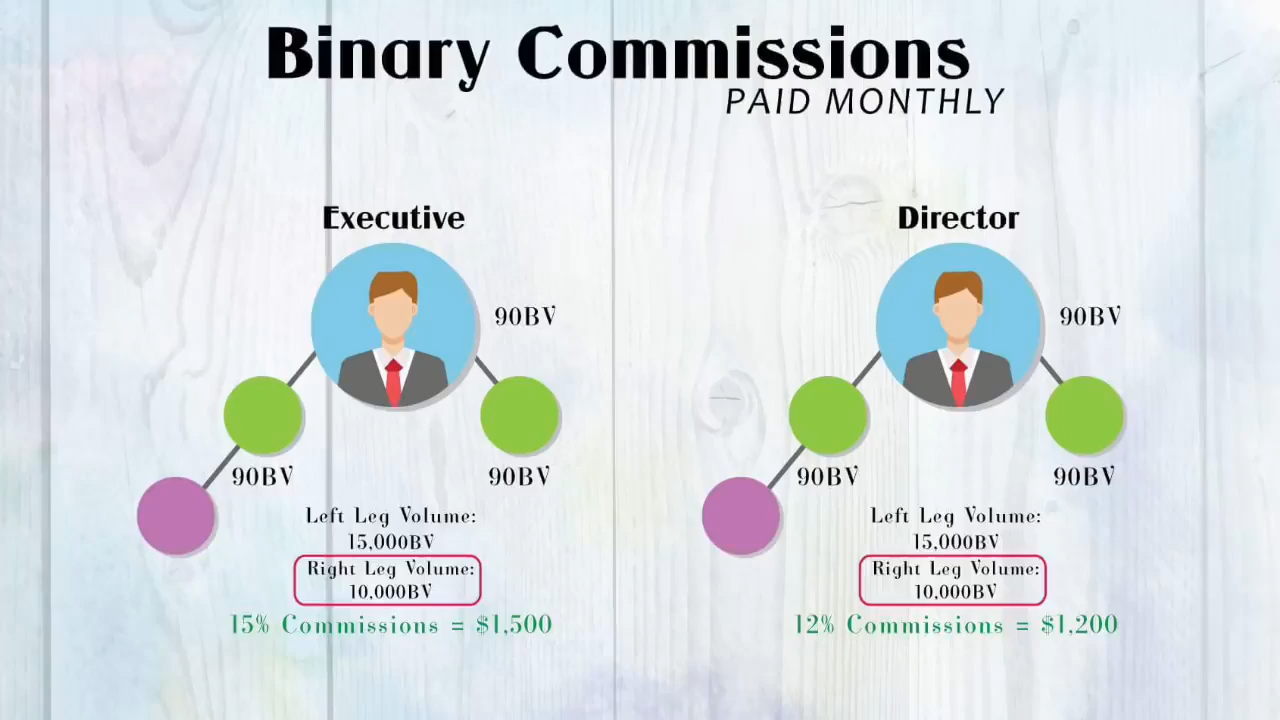 Binary Commissions
PAID MONTHLY
Executive
90BV
90BV
90BV
Left Leg Volume:
15,000BV
Right Leg Volume:
10,000BV
15% Commissions = $1,500
Director
90BV
90BV
90BV
Left Leg Volume:
15,000BV
Right Leg Volume:
10,000BV
12% Commissions = $1,200